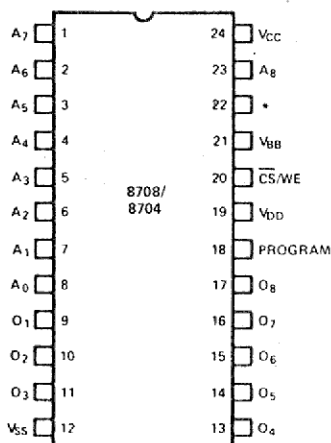 A7 1 24 VCC
A6 2 23 A8
A5 3 22 *
A4 4 21 VBB
A3 5 20 CS/WE
8708/
8704
A2 6 19 VDD
A1 7 18 PROGRAM
A0 8 17 O8
O1 9 16 O7
O2 10 15 O6
O3 11 14 O5
VSS 12 13 O4